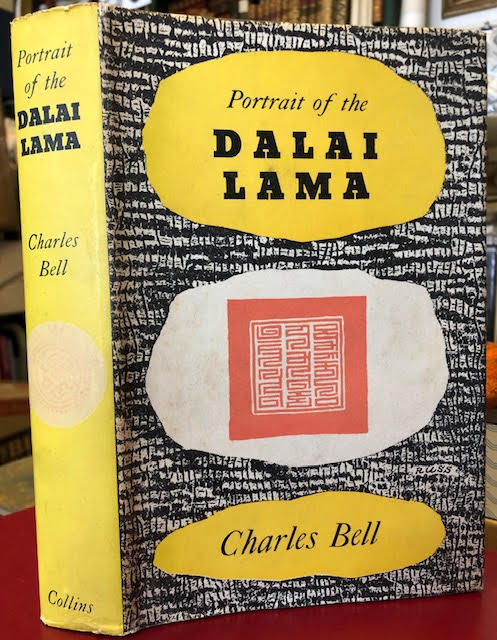 Portrait
of the
DALAI
LAMA
Charles
Bell
Collins
Portrait of the
DALAI
LAMA
Charles Bell